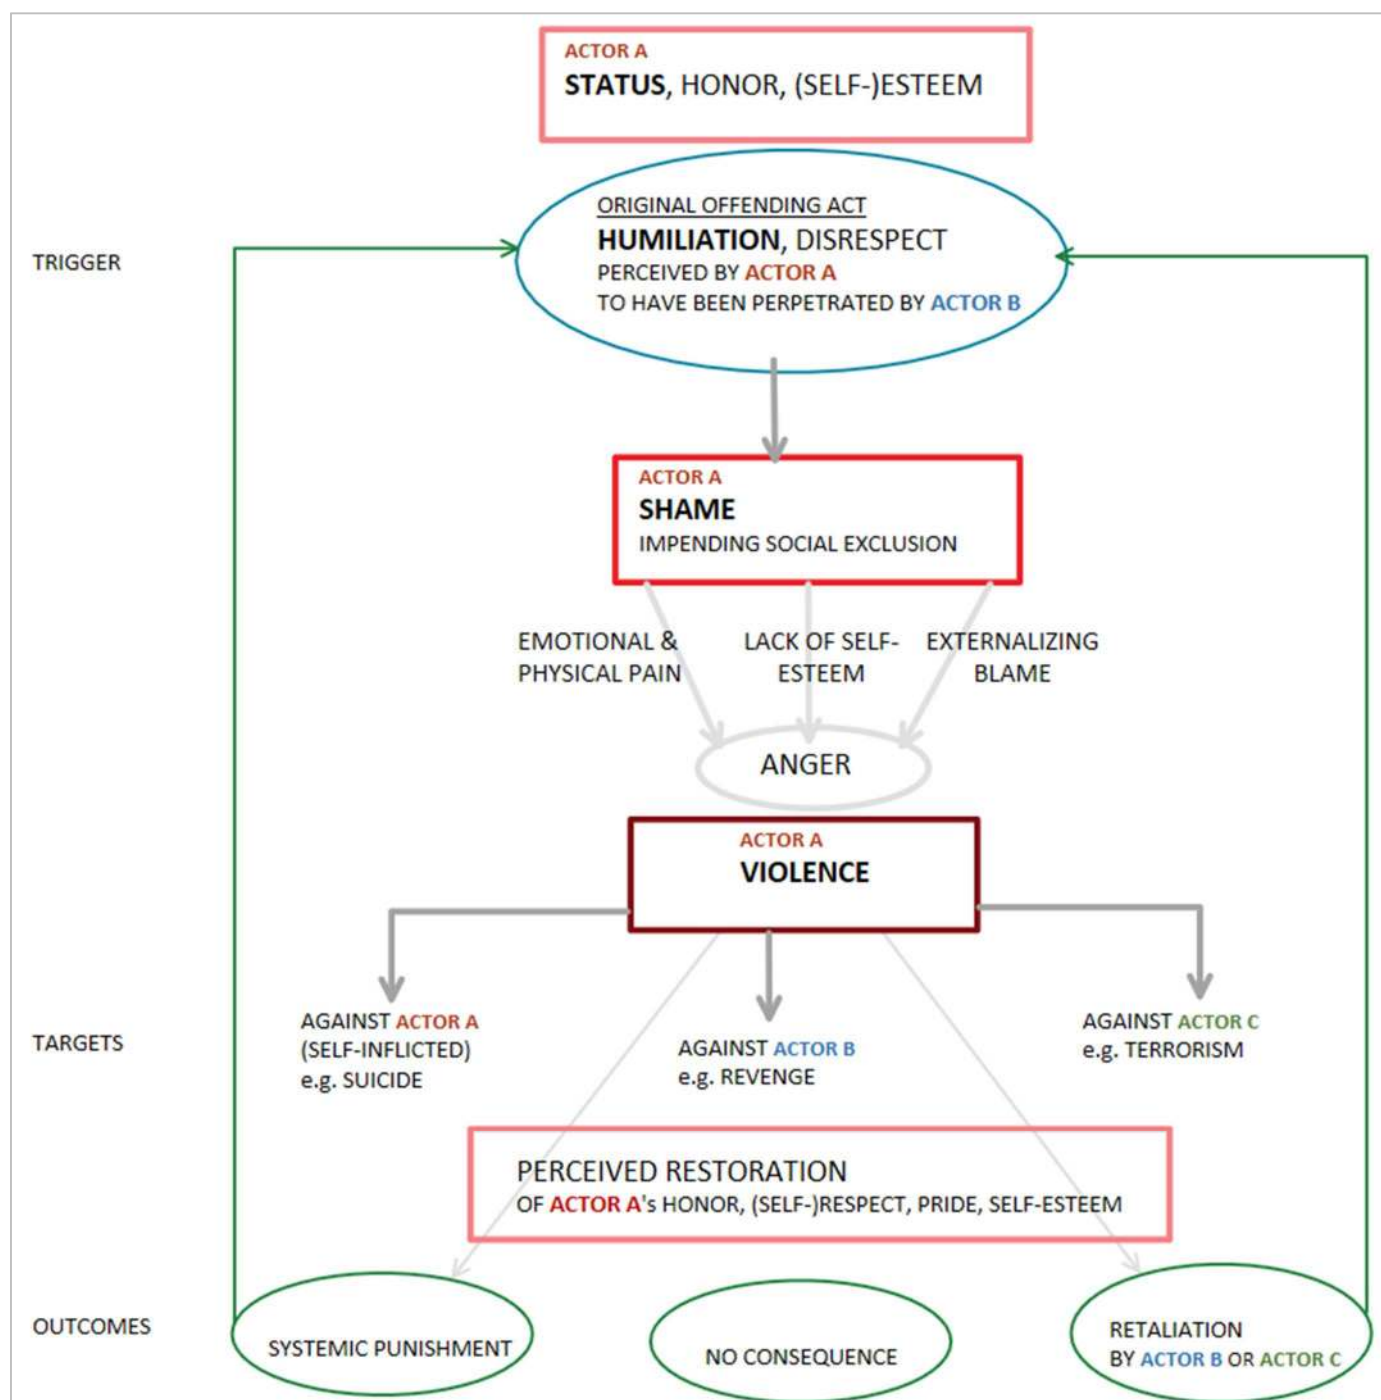 ACTOR A
STATUS, HONOR, (SELF-)ESTEEM
ORIGINAL OFFENDING ACT
HUMILIATION, DISRESPECT
TRIGGER
PERCEIVED BY ACTOR A
TO HAVE BEEN PERPETRATED BY ACTOR B
ACTOR A
SHAME
IMPENDING SOCIAL EXCLUSION
EMOTIONAL &
PHYSICAL PAIN
LACK OF SELF-
ESTEEM
EXTERNALIZING
BLAME
ANGER
ACTOR A
VIOLENCE
TARGETS
AGAINST ACTOR A
(SELF-INFLICTED)
e.g. SUICIDE
AGAINST ACTOR B
e.g. REVENGE
AGAINST ACTOR C
e.g. TERRORISM
PERCEIVED RESTORATION
OF ACTOR A's HONOR, (SELF-)RESPECT, PRIDE, SELF-ESTEEM
OUTCOMES
SYSTEMIC PUNISHMENT
NO CONSEQUENCE
RETALIATION
BY ACTOR B OR ACTOR C